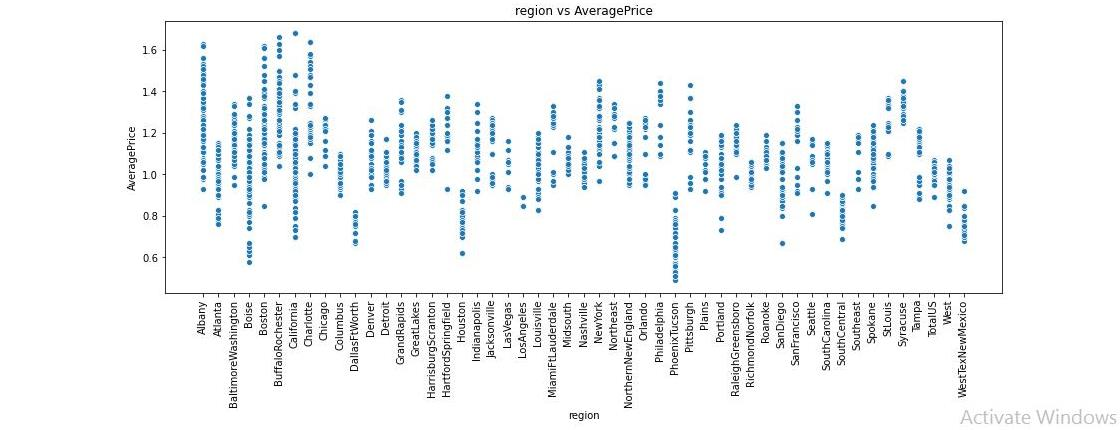 region vs AveragePrice
AveragePrice
1.6
1.4
1.2
1.0
0.8
0.6
Albany
Atlanta
BaltimoreWashington
Boise
Boston
BuffaloRochester
California
Charlotte
Chicago
Columbus
DallasFtWorth
Denver
Detroit
GrandRapids
GreatLakes
HarrisburgScranton
HartfordSpringfield
Houston
Indianapolis
Jacksonville
LasVegas
LosAngeles
Louisville
MiamiFtLauderdale
Midsouth
Nashville
NewYork
Northeast
NorthernNewEngland
Orlando
Philadelphia
PhoenixTucson
Pittsburgh
Plains
Portland
RaleighGreensboro
RichmondNorfolk
Roanoke
SanDiego
SanFrancisco
Seattle
SouthCarolina
SouthCentral
Southeast
Spokane
StLouis
Syracuse
Tampa
TotalUS
West
WestTexNewMexico
region
Activate Windows